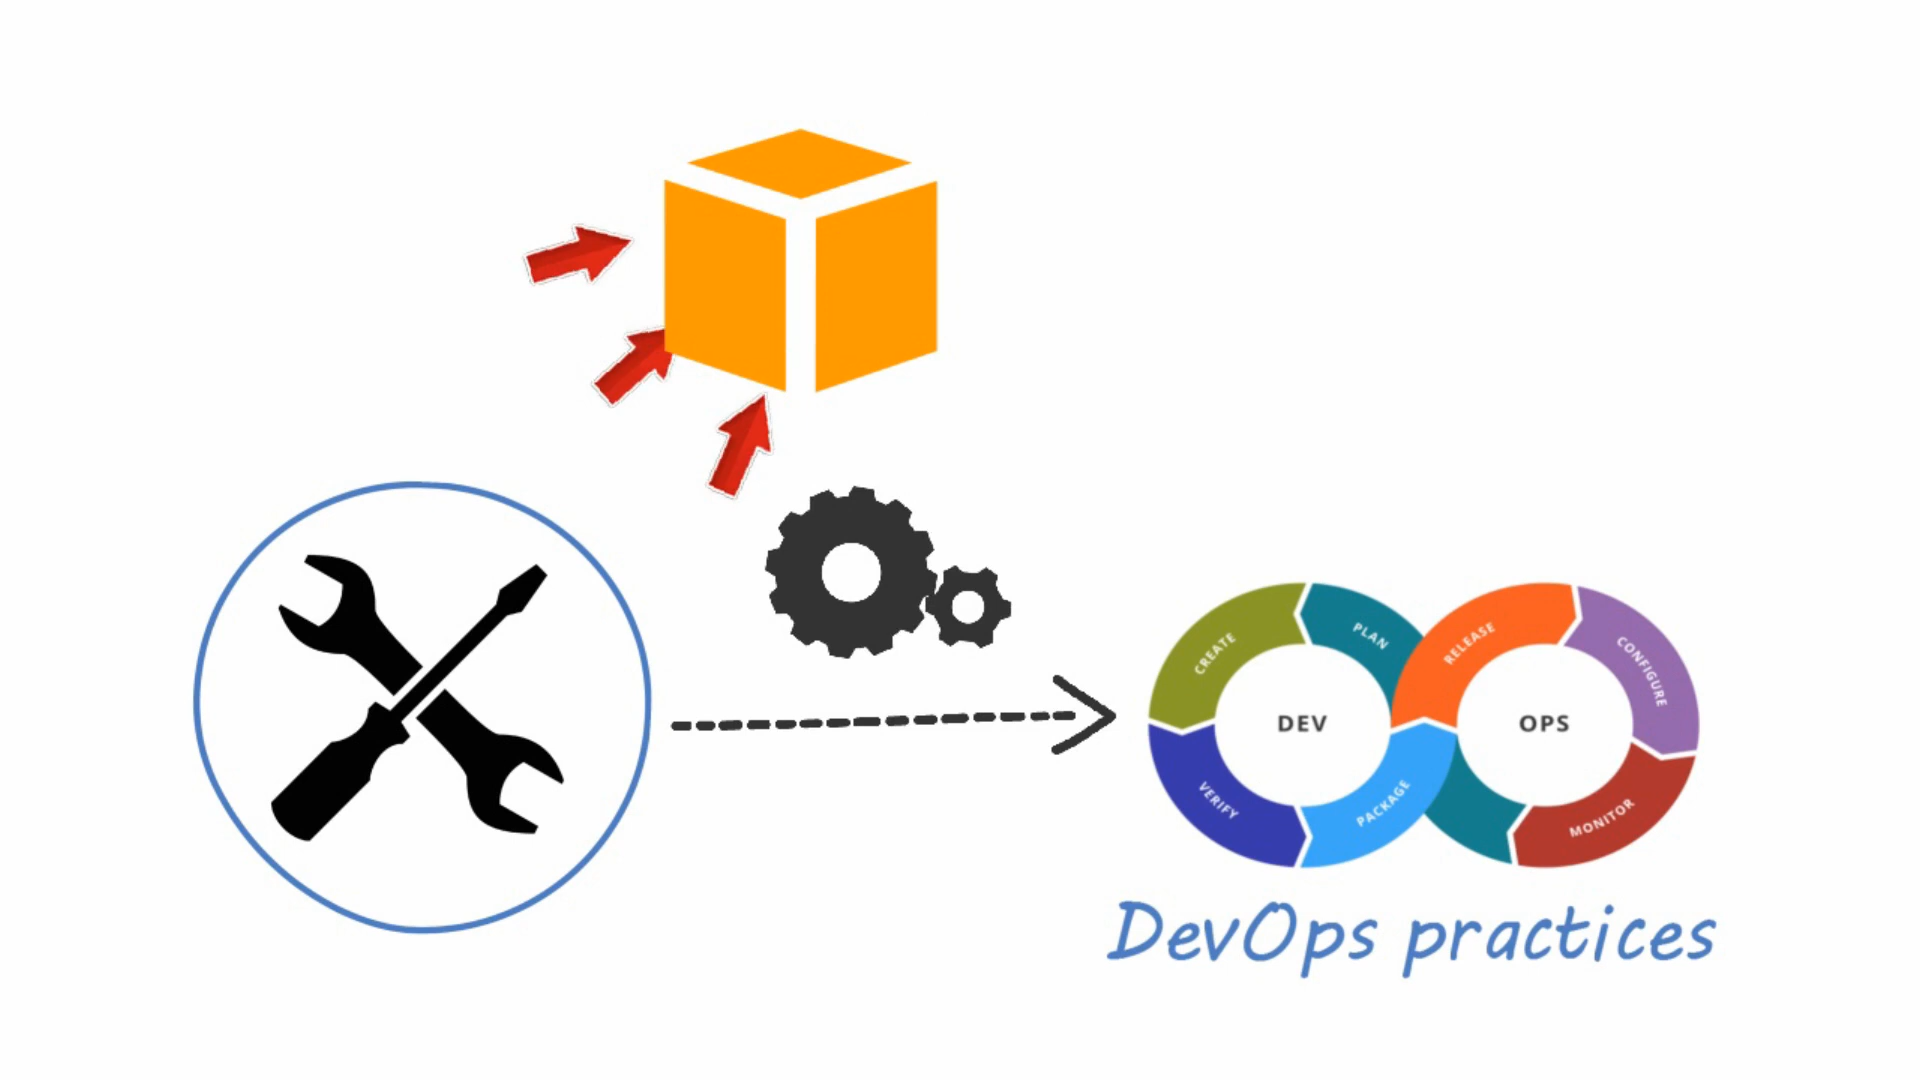 CREATE
PLAN
RELEASE
CONFIGURE
DEV
OPS
VERIFY
PACKAGE
MONITOR
DevOps practices